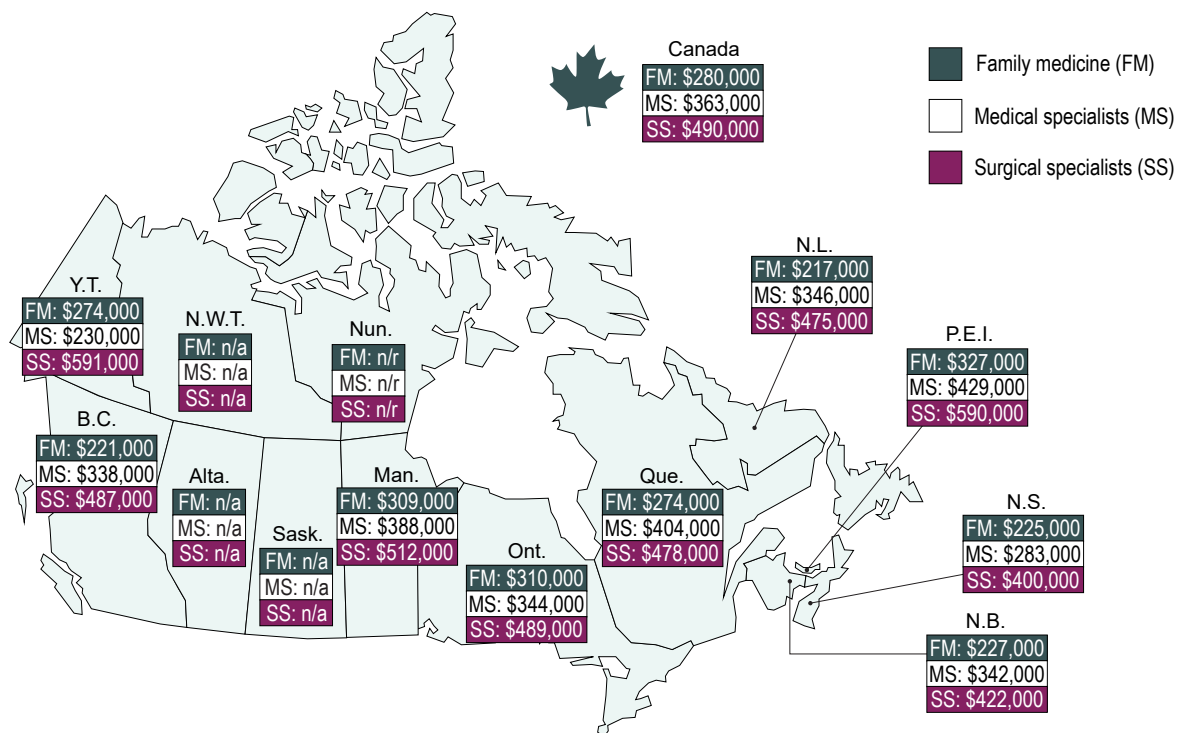 Canada
FM: $280,000
MS: $363,000
SS: $490,000
Family medicine (FM)
Medical specialists (MS)
Surgical specialists (SS)
Y.T.
FM: $274,000
MS: $230,000
SS: $591,000
N.W.T.
FM: n/a
MS: n/a
SS: n/a
Nun.
FM: n/r
MS: n/r
SS: n/r
N.L.
FM: $217,000
MS: $346,000
SS: $475,000
P.E.I.
FM: $327,000
MS: $429,000
SS: $590,000
B.C.
FM: $221,000
MS: $338,000
SS: $487,000
Alta.
FM: n/a
MS: n/a
SS: n/a
Sask.
FM: n/a
MS: n/a
SS: n/a
Man.
FM: $309,000
MS: $388,000
SS: $512,000
Ont.
FM: $310,000
MS: $344,000
SS: $489,000
Que.
FM: $274,000
MS: $404,000
SS: $478,000
N.S.
FM: $225,000
MS: $283,000
SS: $400,000
N.B.
FM: $227,000
MS: $342,000
SS: $422,000